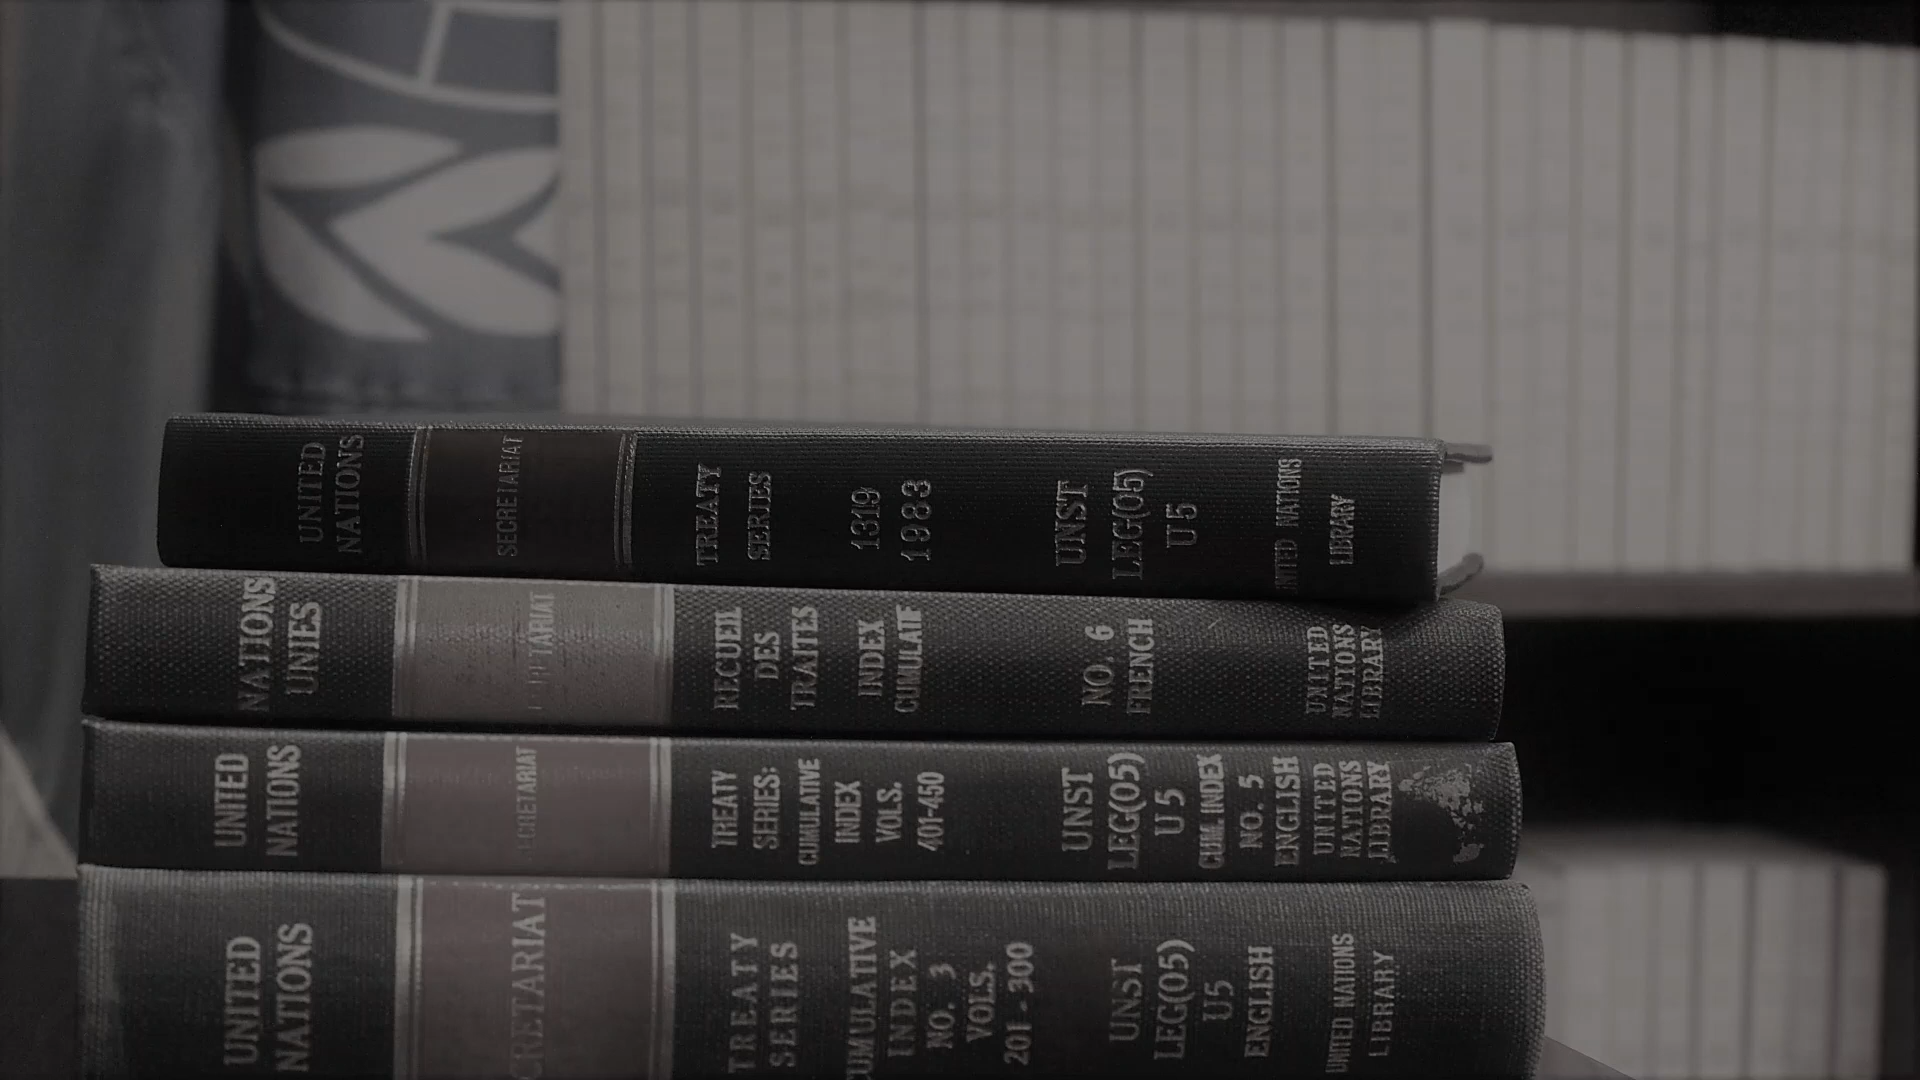 UNITED
NATIONS
SECRETARIAT
TREATY
SERIES
1319
1983
UNST
LEG(05)
U5
UNITED NATIONS
LIBRARY
NATIONS
UNIES
RECUEIL
DES
TRAITES
INDEX
CUMULATIF
NO. 6
FRENCH
UNITED
NATIONS
LIBRARY
UNITED
NATIONS
SECRETARIAT
TREATY
SERIES:
CUMULATIVE
INDEX
VOLS.
401-450
UNST
LEG(05)
U5
CUM.INDEX
NO. 5
ENGLISH
UNITED
NATIONS
LIBRARY
UNITED
NATIONS
CRETARIAT
TREATY
SERIES
CUMULATIVE
INDEX
NO. 3
VOLS.
201-300
UNST
LEG(05)
U5
ENGLISH
UNITED NATIONS
LIBRARY